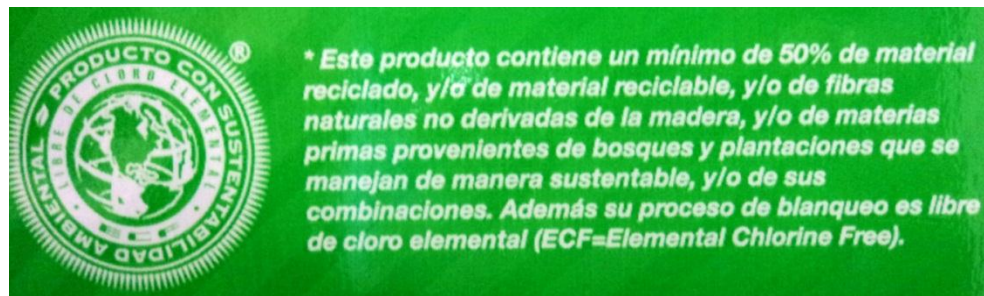 PRODUCTO CON SUSTENTABILIDAD AMBIENTAL
LIBRE DE CLORO ELEMENTAL
ECF
®
* Este producto contiene un mínimo de 50% de material
reciclado, y/o de material reciclable, y/o de fibras
naturales no derivadas de la madera, y/o de materias
primas provenientes de bosques y plantaciones que se
manejan de manera sustentable, y/o de sus
combinaciones. Además su proceso de blanqueo es libre
de cloro elemental (ECF=Elemental Chlorine Free).